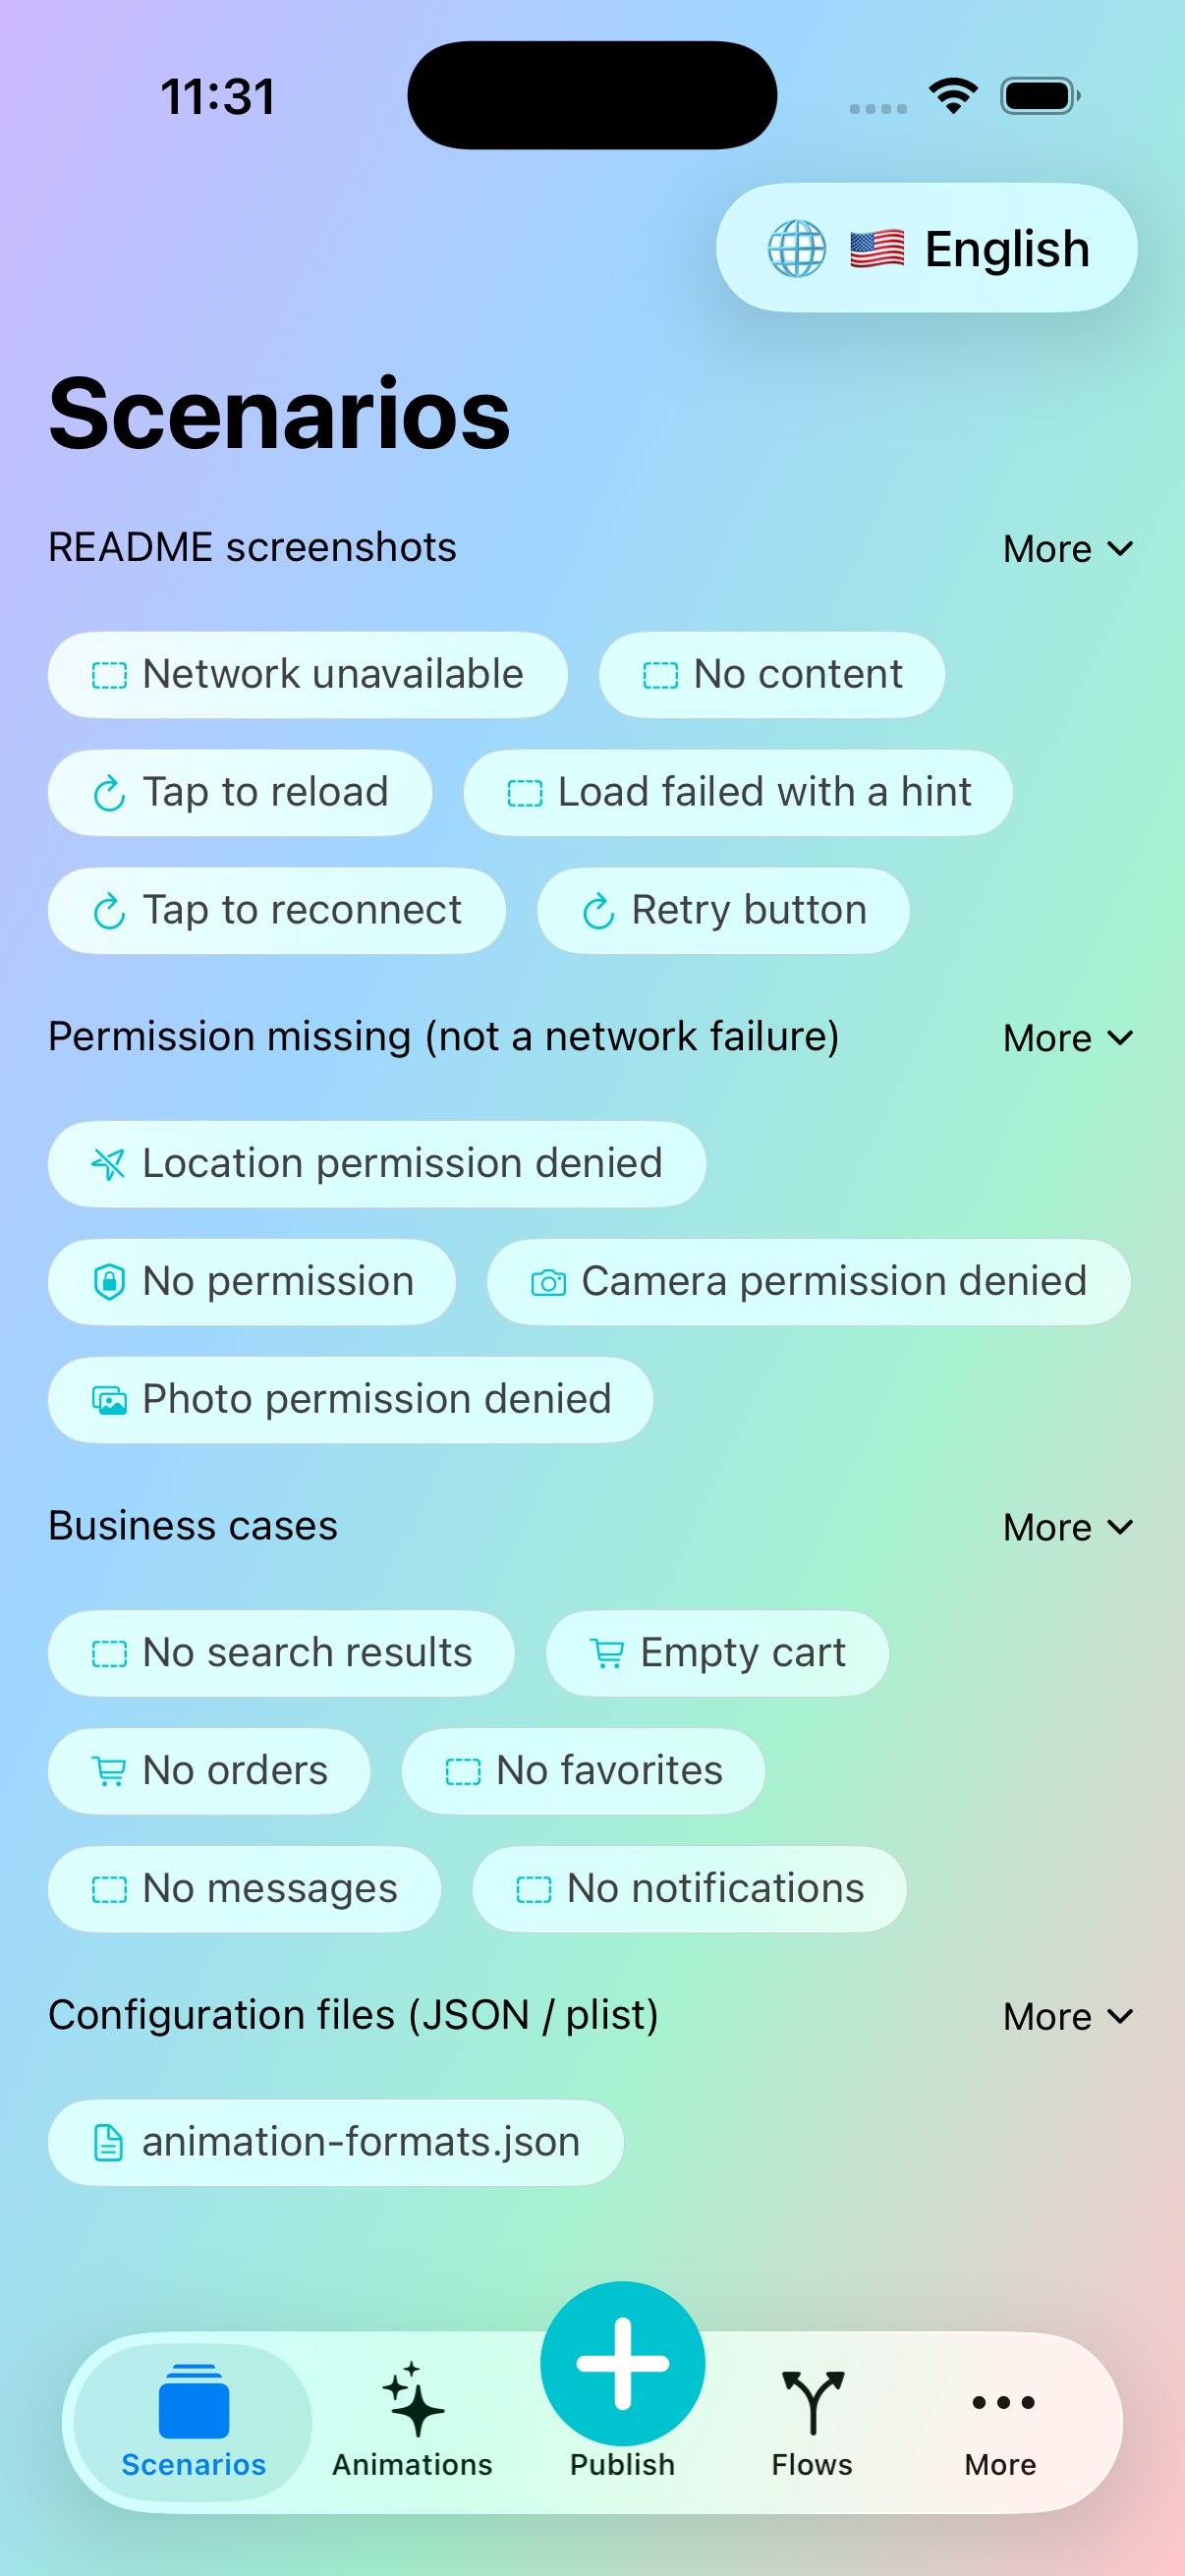 11:31
English
Scenarios
README screenshots
More
Network unavailable
No content
Tap to reload
Load failed with a hint
Tap to reconnect
Retry button
Permission missing (not a network failure)
More
Location permission denied
No permission
Camera permission denied
Photo permission denied
Business cases
More
No search results
Empty cart
No orders
No favorites
No messages
No notifications
Configuration files (JSON / plist)
More
animation-formats.json
Scenarios
Animations
Publish
Flows
More